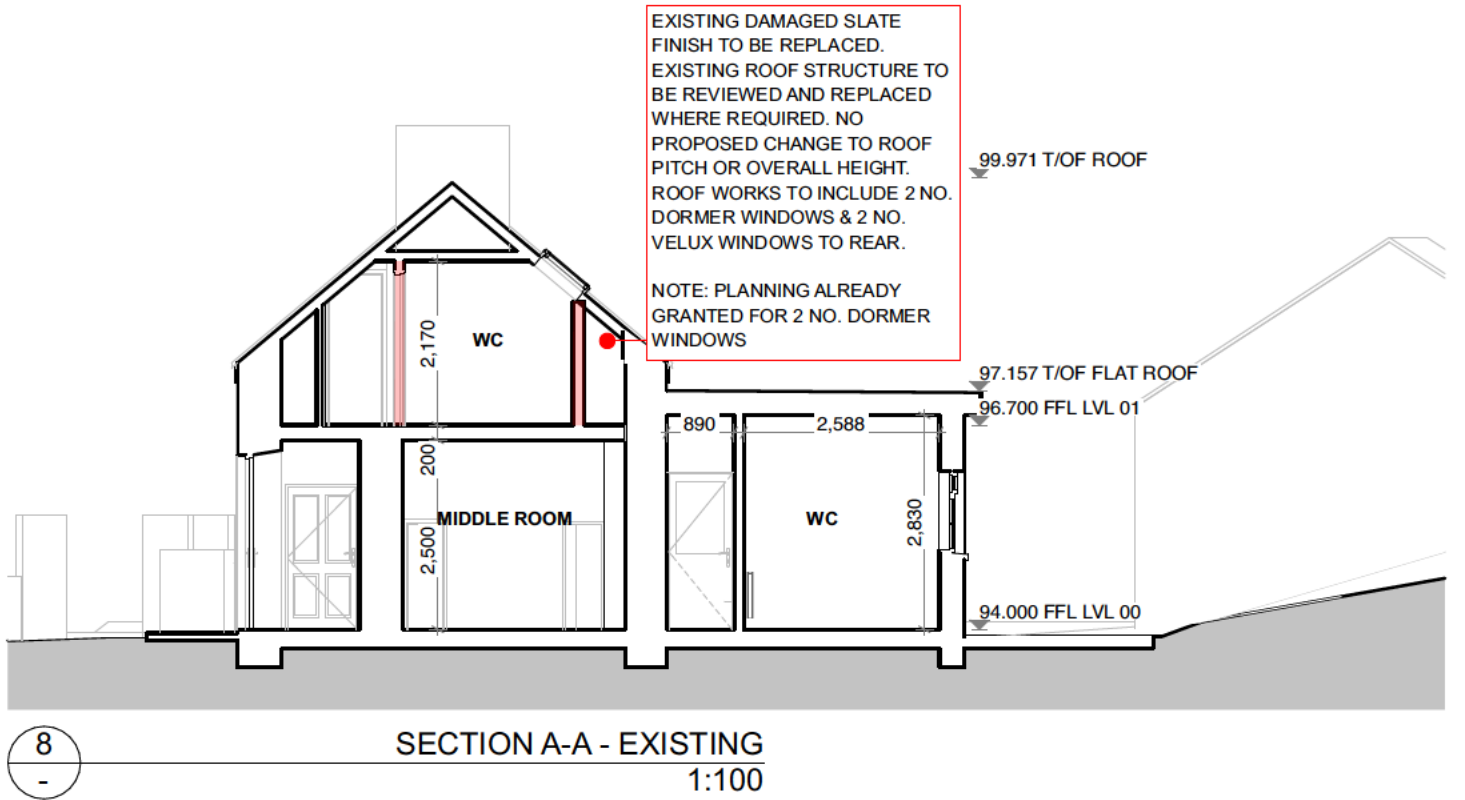 EXISTING DAMAGED SLATE
FINISH TO BE REPLACED.
EXISTING ROOF STRUCTURE TO
BE REVIEWED AND REPLACED
WHERE REQUIRED. NO
PROPOSED CHANGE TO ROOF
PITCH OR OVERALL HEIGHT.
ROOF WORKS TO INCLUDE 2 NO.
DORMER WINDOWS & 2 NO.
VELUX WINDOWS TO REAR.
NOTE: PLANNING ALREADY
GRANTED FOR 2 NO. DORMER
WINDOWS
99.971 T/OF ROOF
2,170
WC
97.157 T/OF FLAT ROOF
96.700 FFL LVL 01
890
2,588
200
MIDDLE ROOM
2,500
WC
2,830
94.000 FFL LVL 00
8
-
SECTION A-A - EXISTING
1:100